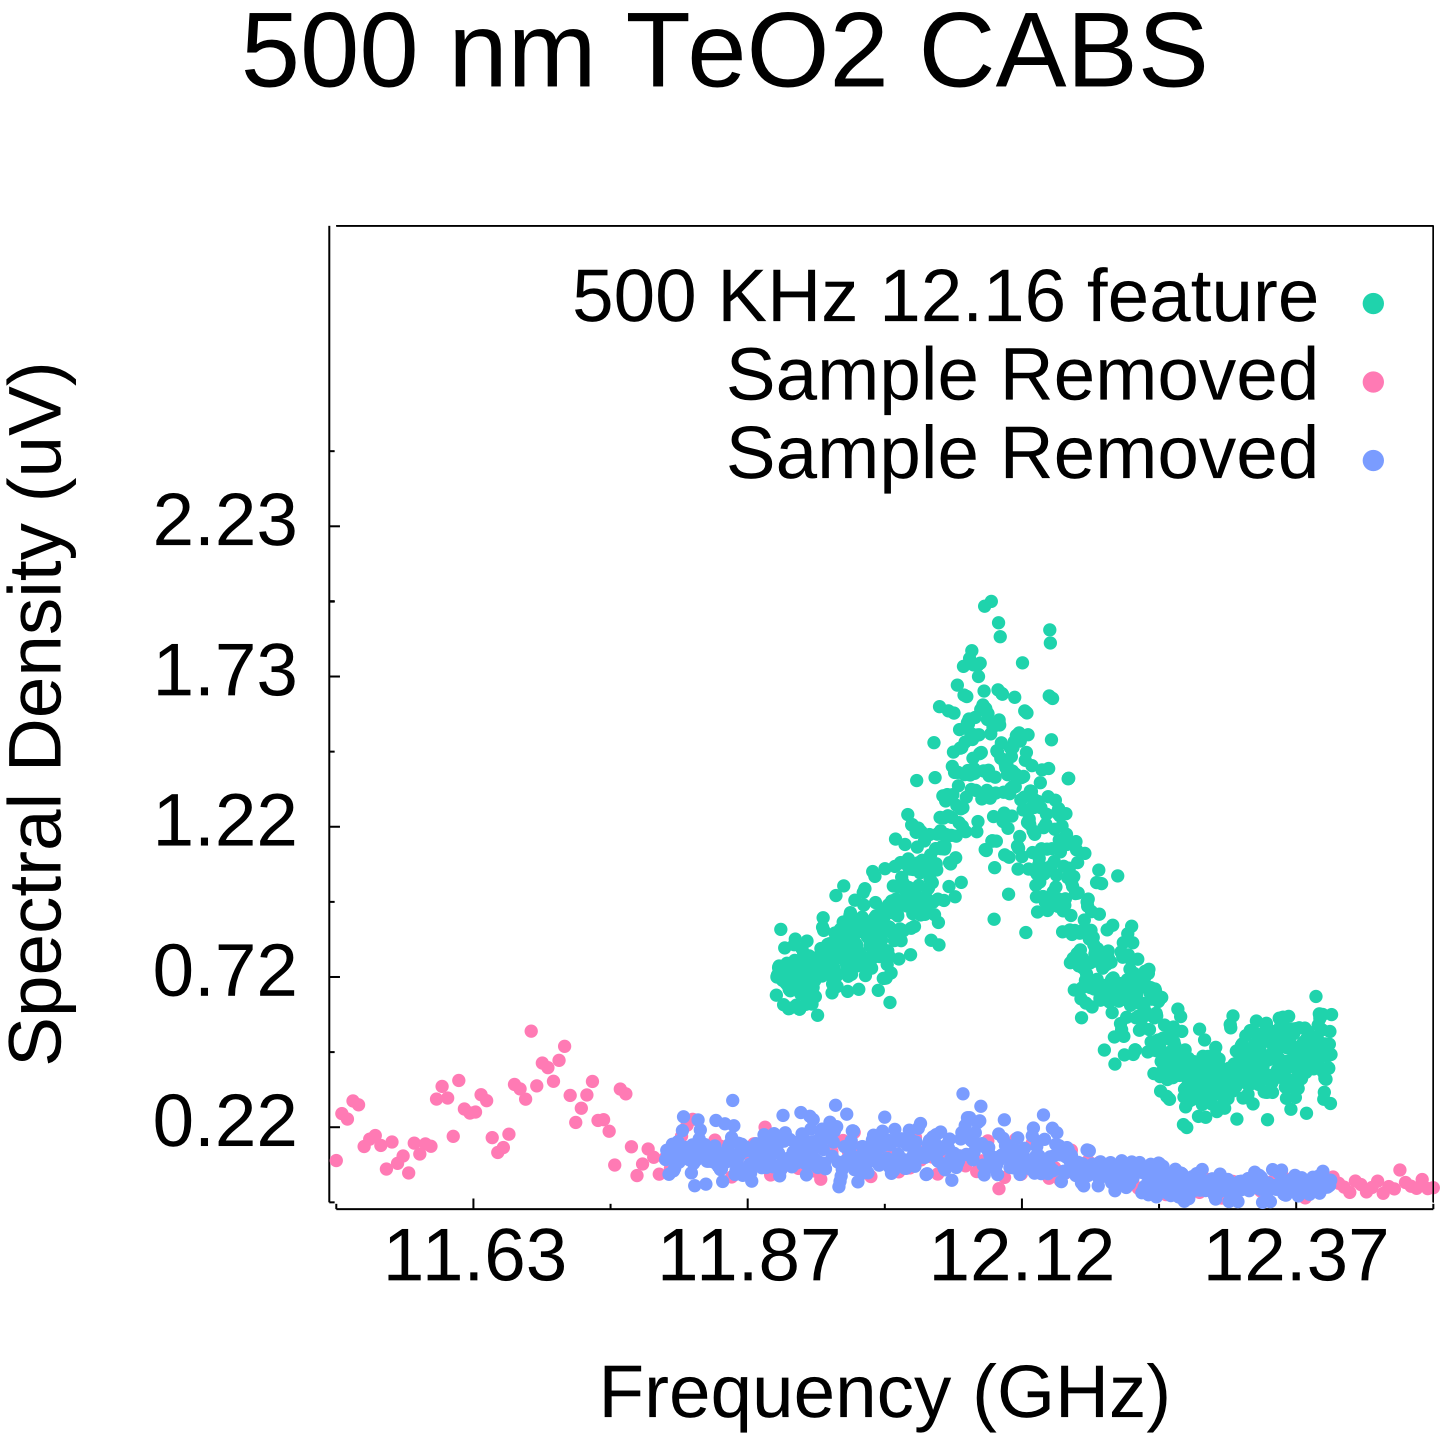 500 nm TeO2 CABS
500 KHz 12.16 feature
Sample Removed
Sample Removed
Spectral Density (uV)
2.23
1.73
1.22
0.72
0.22
11.63 11.87 12.12 12.37
Frequency (GHz)